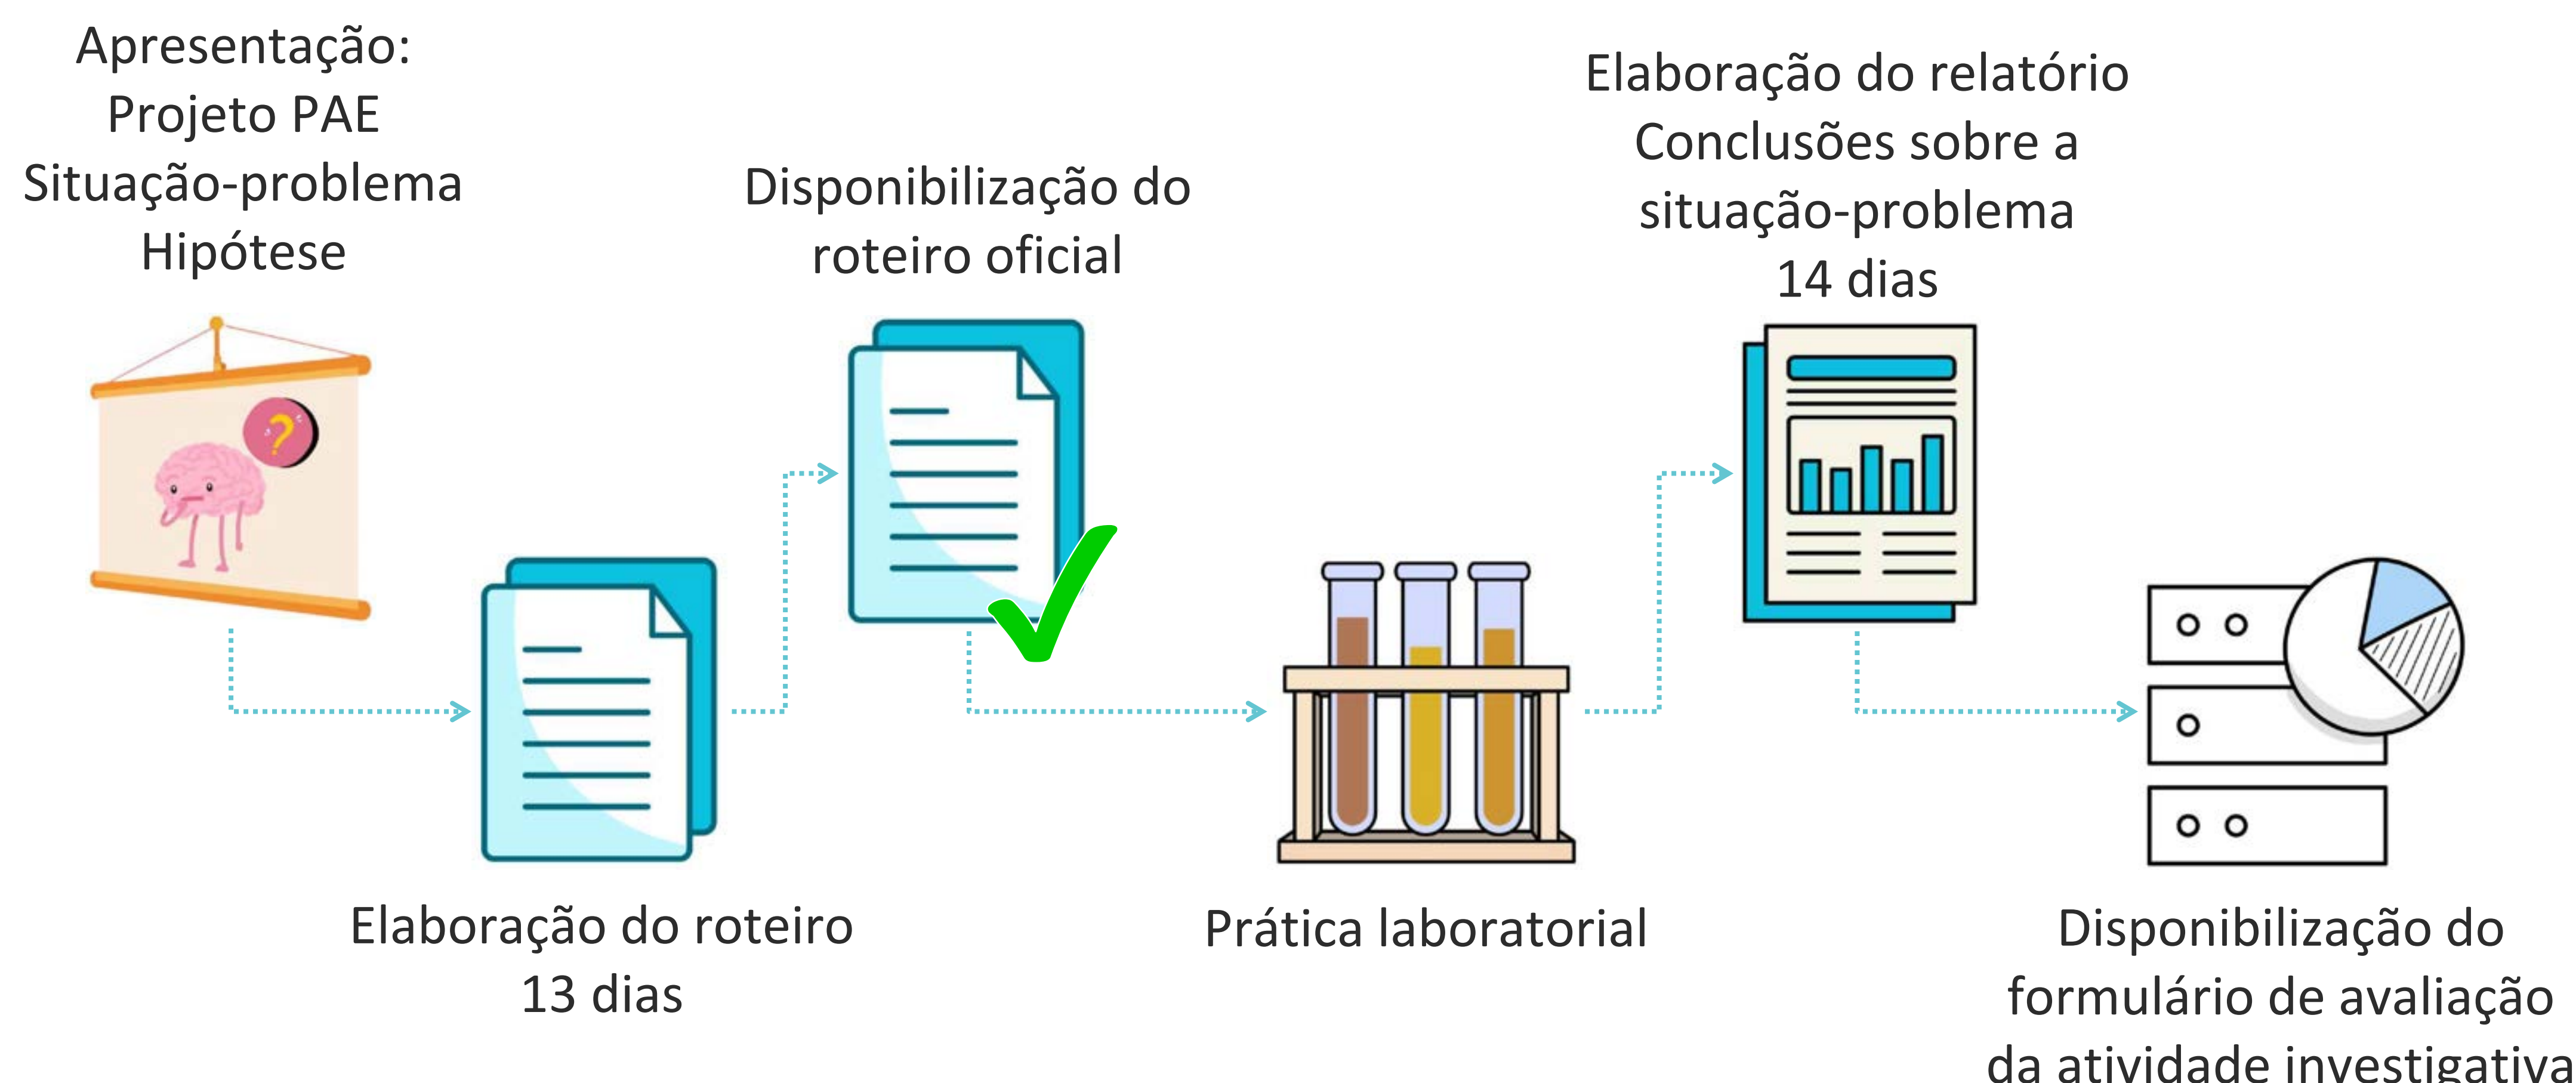 Apresentação:
Projeto PAE
Situação-problema
Hipótese
Elaboração do roteiro
13 dias
Disponibilização do
roteiro oficial
Prática laboratorial
Elaboração do relatório
Conclusões sobre a
situação-problema
14 dias
Disponibilização do
formulário de avaliação
da atividade investigativa
?